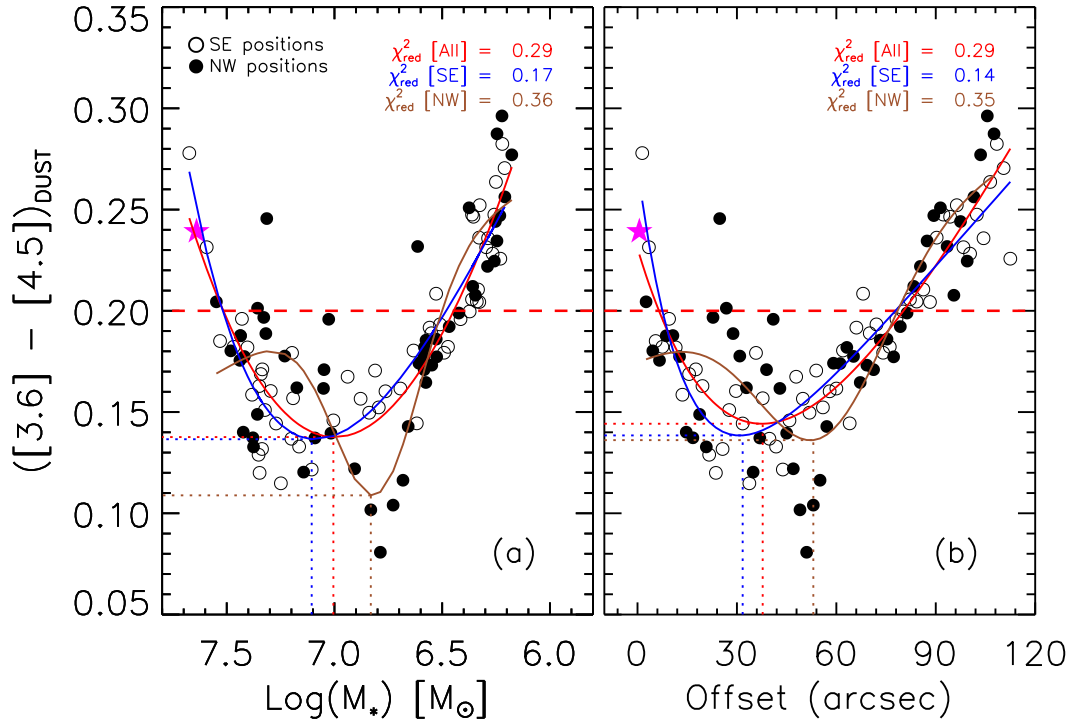 0.35
0.30
0.25
0.20
0.15
0.10
0.05
([3.6] − [4.5])DUST
SE positions
NW positions
χ²red [All] = 0.29
χ²red [SE] = 0.17
χ²red [NW] = 0.36
(a)
7.5 7.0 6.5 6.0
Log(M*) [M⊙]
χ²red [All] = 0.29
χ²red [SE] = 0.14
χ²red [NW] = 0.35
(b)
0 30 60 90 120
Offset (arcsec)